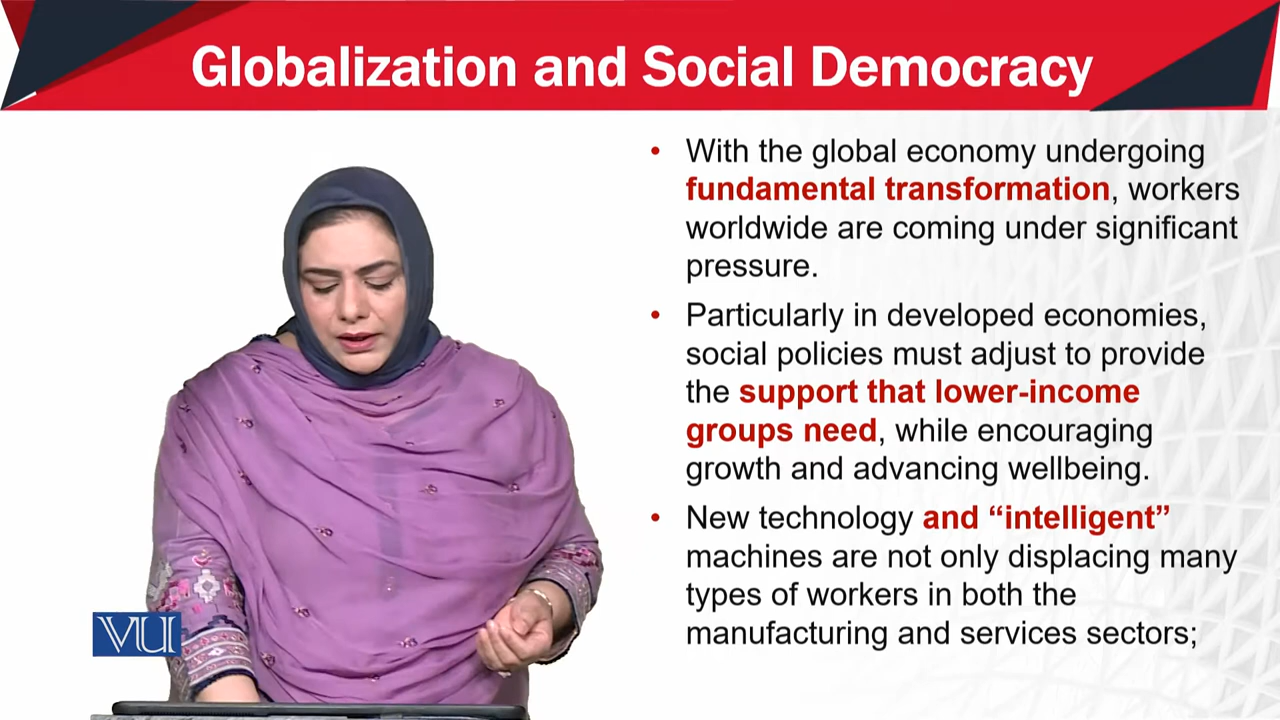 Globalization and Social Democracy
• With the global economy undergoing
fundamental transformation, workers
worldwide are coming under significant
pressure.
• Particularly in developed economies,
social policies must adjust to provide
the support that lower-income
groups need, while encouraging
growth and advancing wellbeing.
• New technology and “intelligent”
machines are not only displacing many
types of workers in both the
manufacturing and services sectors;
VU